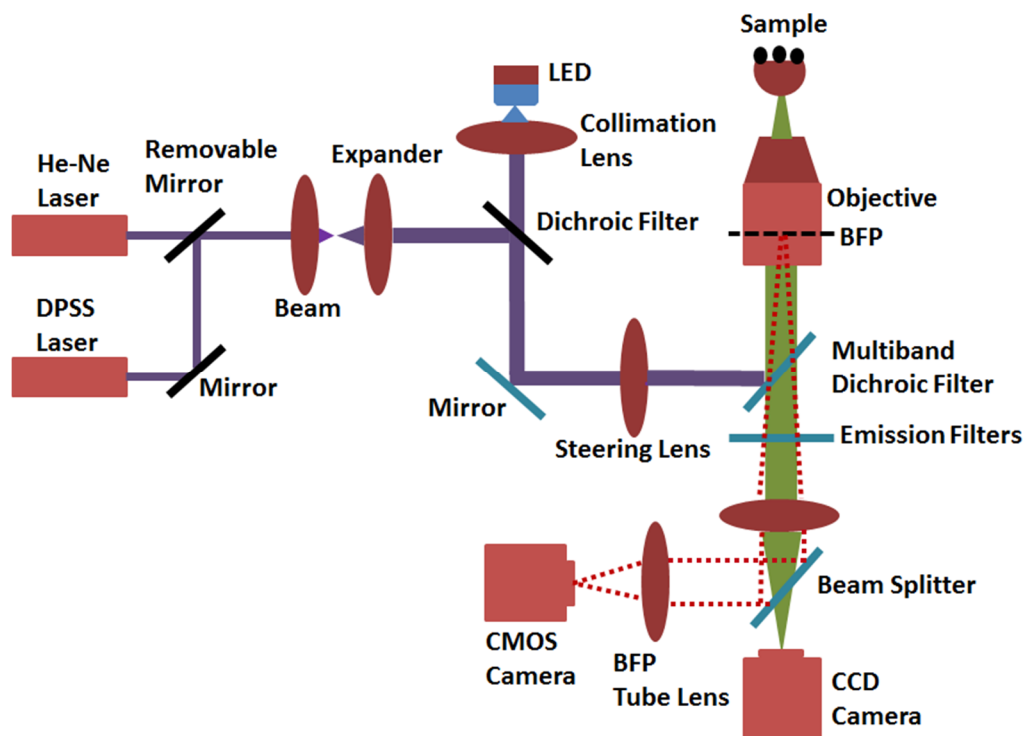 Sample
LED
Collimation
Lens
Removable
Mirror
Expander
He-Ne
Laser
Objective
Dichroic Filter
BFP
Beam
DPSS
Laser
Mirror
Multiband
Dichroic Filter
Mirror
Steering Lens
Emission Filters
Beam Splitter
CMOS
Camera
BFP
Tube Lens
CCD
Camera